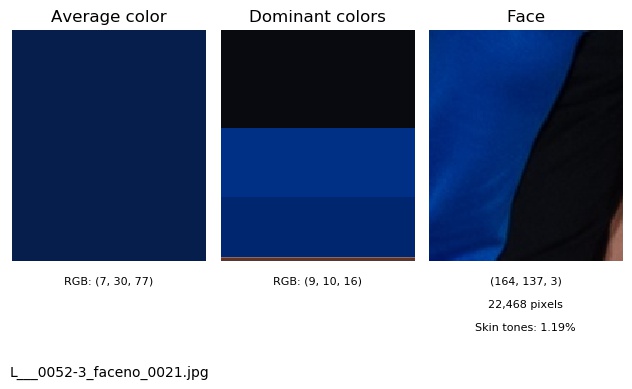 Average color
Dominant colors
Face
RGB: (7, 30, 77)
RGB: (9, 10, 16)
(164, 137, 3)
22,468 pixels
Skin tones: 1.19%
L___0052-3_faceno_0021.jpg